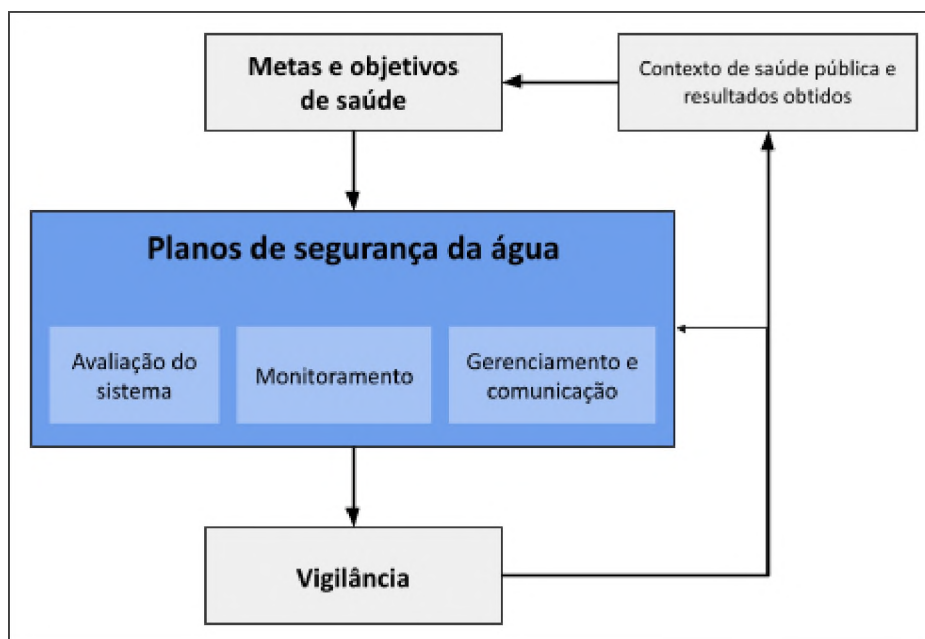 Metas e objetivos
de saúde
Contexto de saúde pública e
resultados obtidos
Planos de segurança da água
Avaliação do
sistema
Monitoramento
Gerenciamento e
comunicação
Vigilância